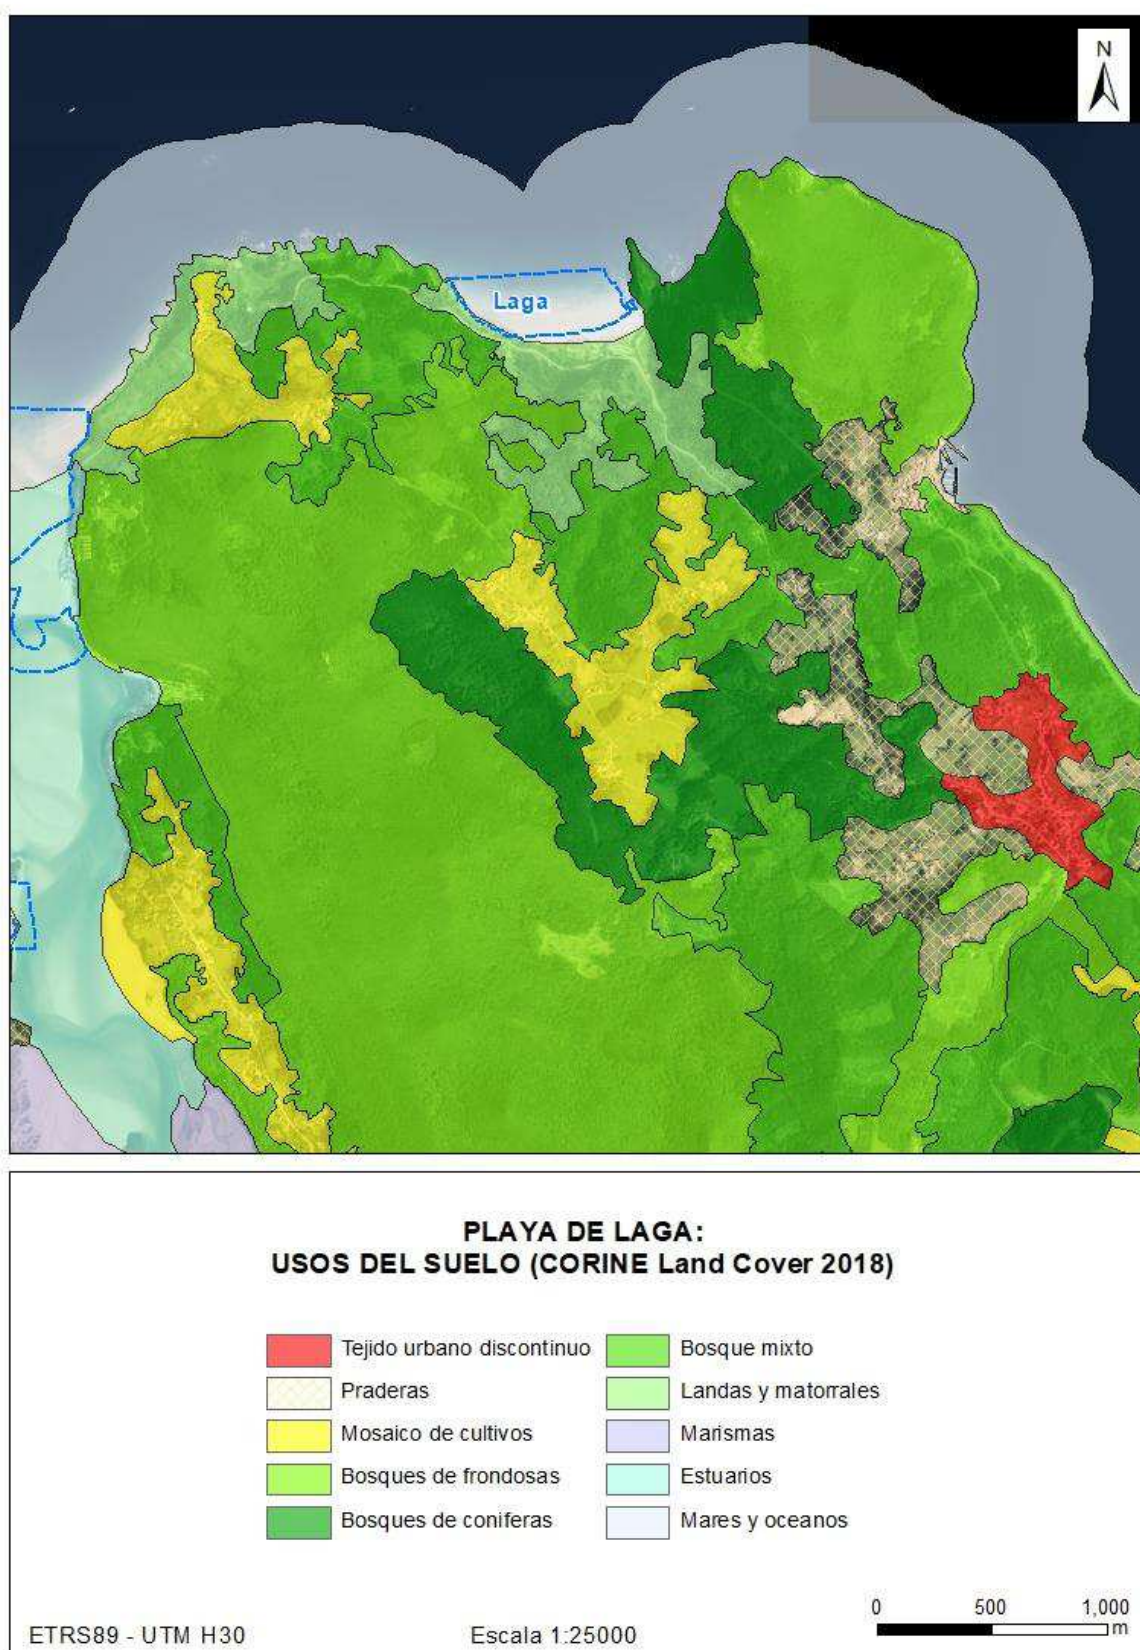 N
Laga
PLAYA DE LAGA:
USOS DEL SUELO (CORINE Land Cover 2018)
Tejido urbano discontinuo
Praderas
Mosaico de cultivos
Bosques de frondosas
Bosques de coniferas
Bosque mixto
Landas y matorrales
Marismas
Estuarios
Mares y oceanos
ETRS89 - UTM H30
Escala 1:25000
0 500 1,000
m